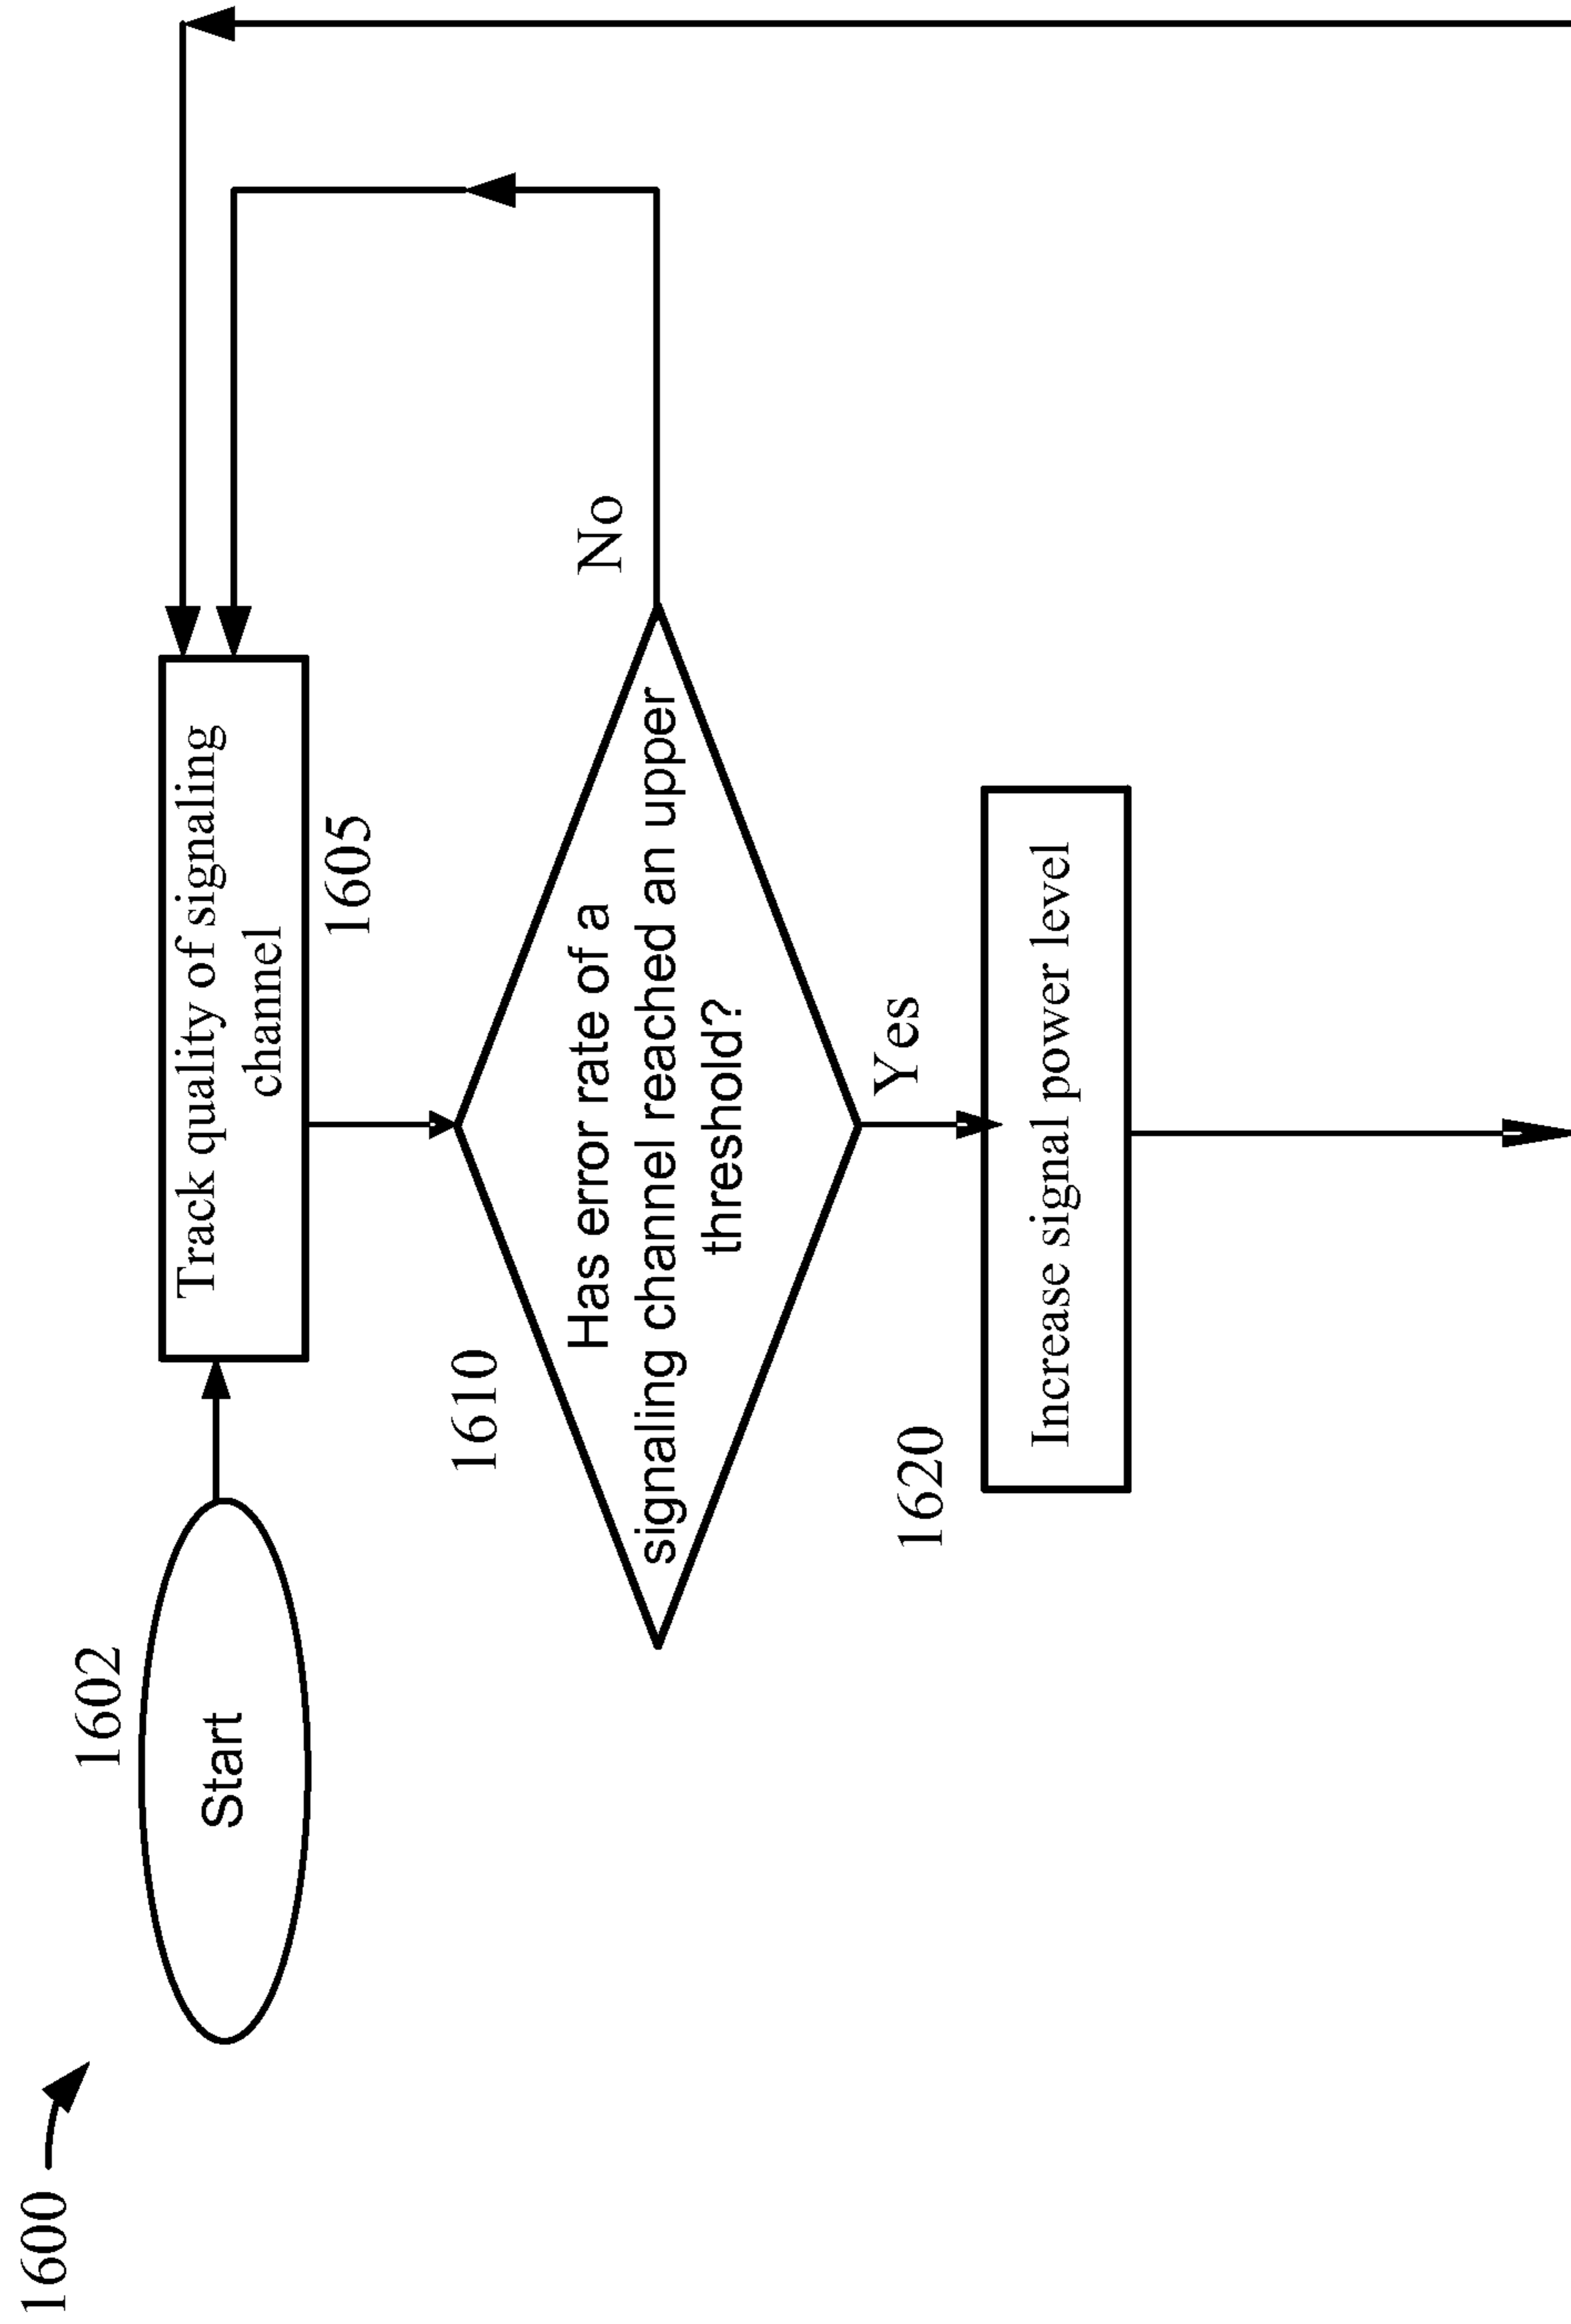 1600
1602
Start
Track quality of signaling
channel
1605
1610
Has error rate of a
signaling channel reached an upper
threshold?
No
Yes
1620
Increase signal power level